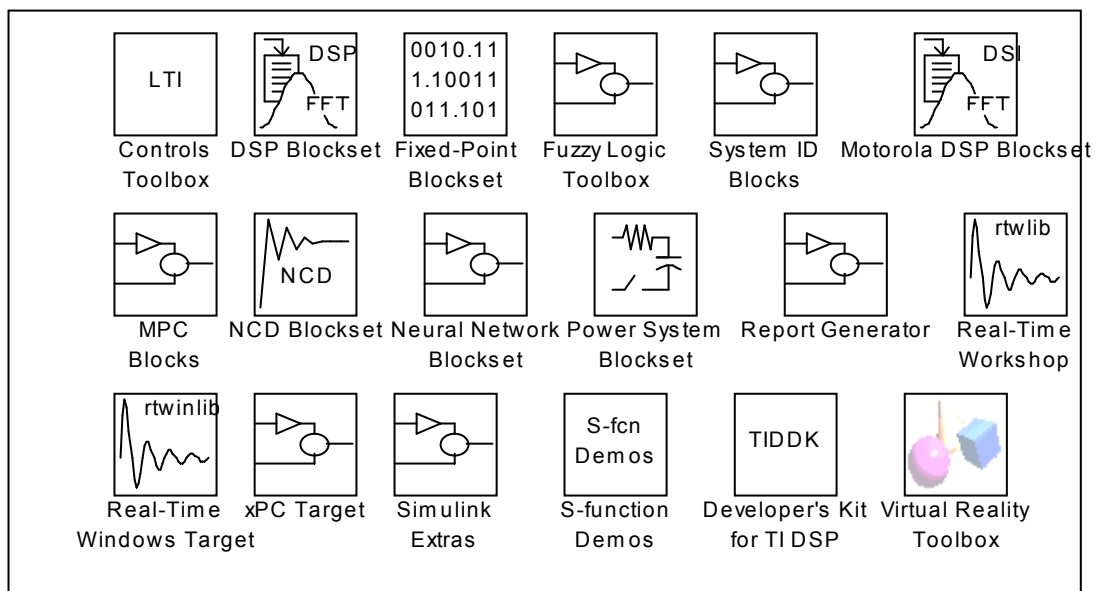 LTI
DSP
FFT
0010.11
1.10011
011.101
DSI
FFT
Controls Toolbox
DSP Blockset
Fixed-Point Blockset
Fuzzy Logic Toolbox
System ID Blocks
Motorola DSP Blockset
NCD
rtwlib
MPC Blocks
NCD Blockset
Neural Network Blockset
Power System Blockset
Report Generator
Real-Time Workshop
rtwinlib
S-fcn
Demos
TIDDK
Real-Time Windows Target
xPC Target
Simulink Extras
S-function Demos
Developer's Kit for TI DSP
Virtual Reality Toolbox